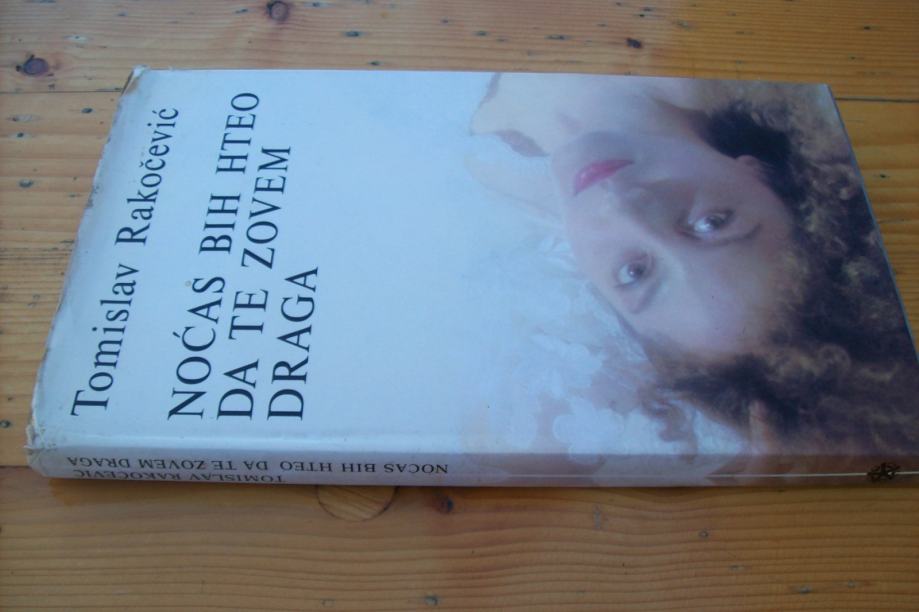 Tomislav Rakočević
NOĆAS BIH HTEO
DA TE ZOVEM
DRAGA
TOMISLAV RAKOČEVIĆ
NOĆAS BIH HTEO DA TE ZOVEM DRAGA